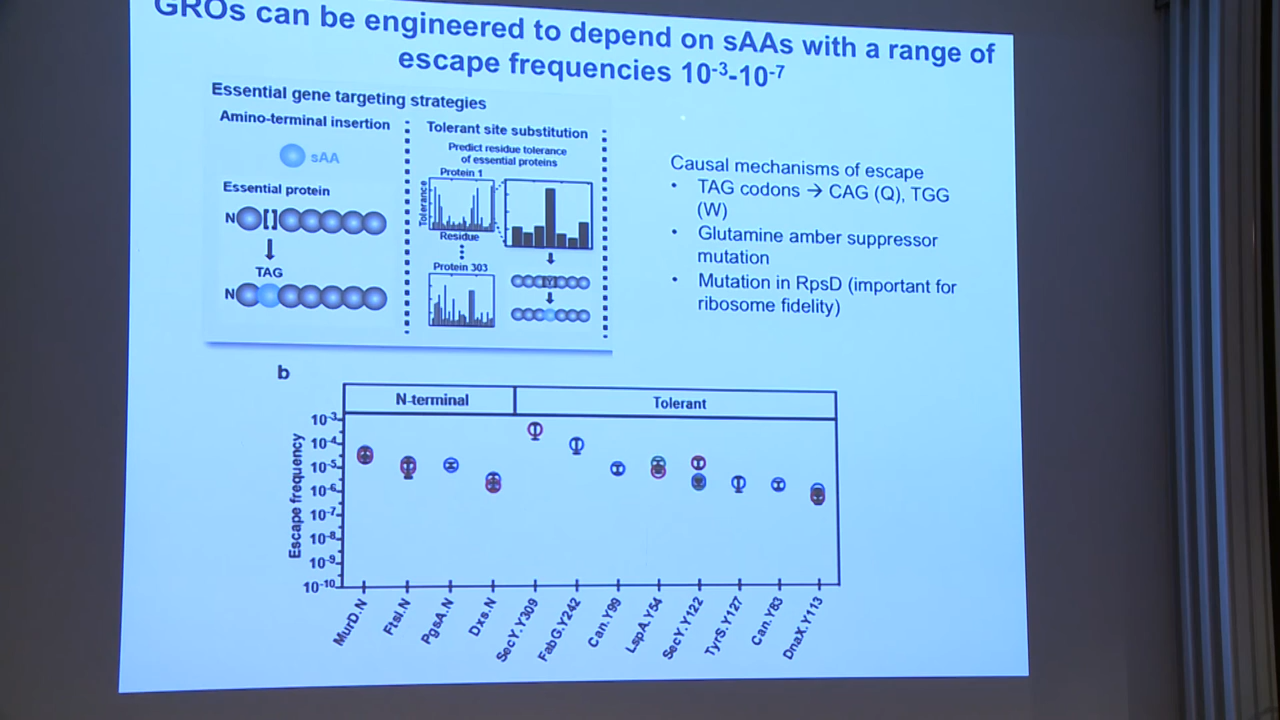 GROs can be engineered to depend on sAAs with a range of
escape frequencies 10-3-10-7
Essential gene targeting strategies
Amino-terminal insertion
sAA
Essential protein
N[]
TAG
N
Tolerant site substitution
Predict residue tolerance
of essential proteins
Protein 1
Tolerance
Residue
Protein 303
Causal mechanisms of escape
• TAG codons → CAG (Q), TGG
(W)
• Glutamine amber suppressor
mutation
• Mutation in RpsD (important for
ribosome fidelity)
b
N-terminal
Tolerant
Escape frequency
10-3
10-4
10-5
10-6
10-7
10-8
10-9
10-10
MurD.N
FtsI.N
PgsA.N
Dxs.N
SecY.Y309
FabG.Y242
Can.Y99
LspA.Y54
SecY.Y122
TyrS.Y127
Can.Y83
DnaX.Y113